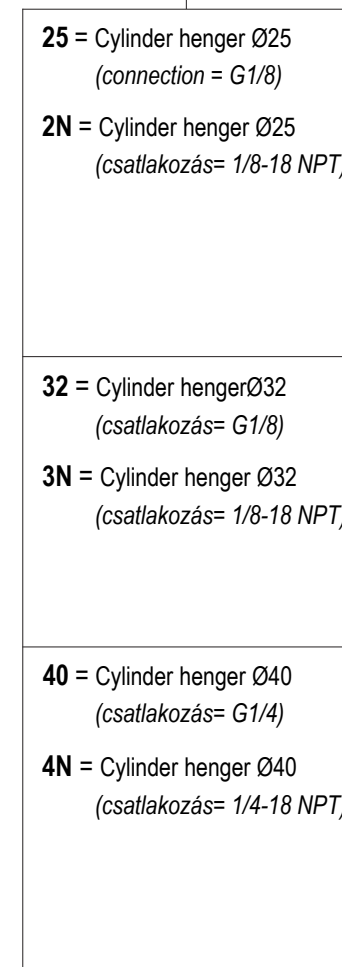 25 = Cylinder henger Ø25
(connection = G1/8)
2N = Cylinder henger Ø25
(csatlakozás= 1/8-18 NPT)
32 = Cylinder hengerØ32
(csatlakozás= G1/8)
3N = Cylinder henger Ø32
(csatlakozás= 1/8-18 NPT)
40 = Cylinder henger Ø40
(csatlakozás= G1/4)
4N = Cylinder henger Ø40
(csatlakozás= 1/4-18 NPT)